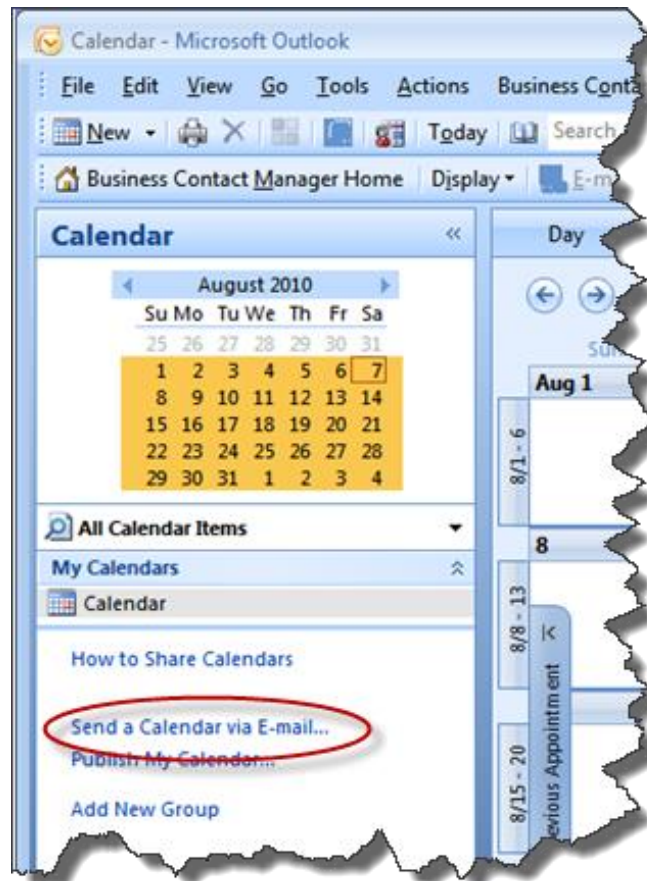 Calendar - Microsoft Outlook
File Edit View Go Tools Actions Business Conta
New Today Search
Business Contact Manager Home Display E-m
Calendar «
August 2010
Su Mo Tu We Th Fr Sa
25 26 27 28 29 30 31
1 2 3 4 5 6 7
8 9 10 11 12 13 14
15 16 17 18 19 20 21
22 23 24 25 26 27 28
29 30 31 1 2 3 4
All Calendar Items
My Calendars
Calendar
How to Share Calendars
Send a Calendar via E-mail...
Publish My Calendar...
Add New Group
Day
Sun
Aug 1
8/1 - 6
8
8/8 - 13
8/15 - 20
evious Appointment